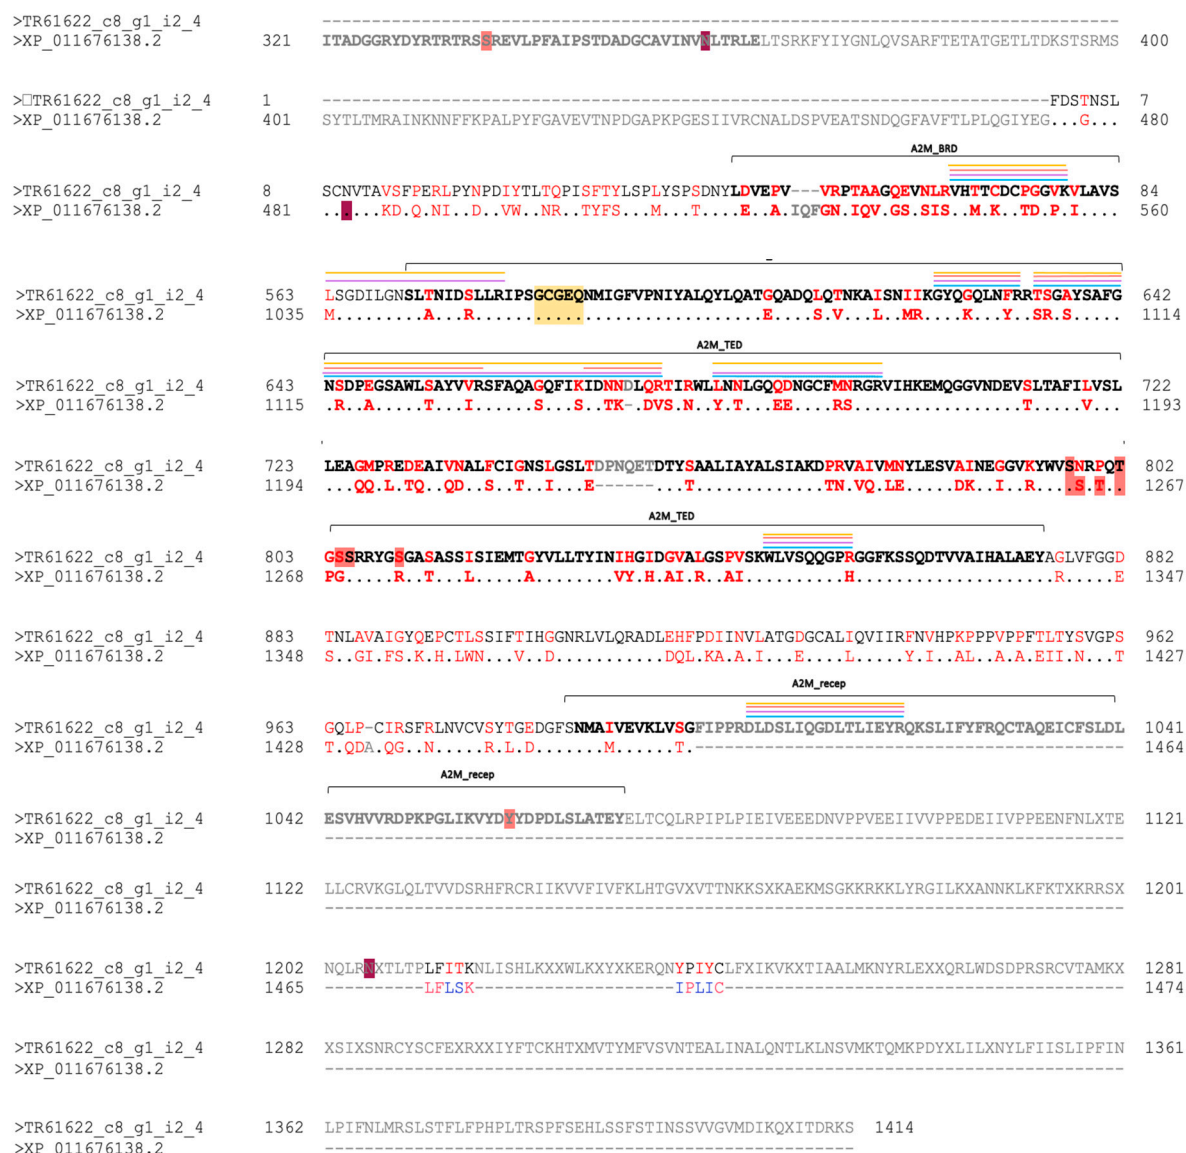 >TR61622_c8_g1_i2_4 --------------------------------------------------------------------------------
>XP_011676138.2 321 ITADGGRYDYRTRTRSSREVLPFAIPSTDADGCAVINVNLTRLELTSRKFYIYGNLQVSARFTETATGETLTDKSTSRMS 400
>□TR61622_c8_g1_i2_4 1 -------------------------------------------------------------------------FDSTNSL 7
>XP_011676138.2 401 SYTLTMRAINKNNFFKPALPYFGAVEVTNPDGAPKPGESIIVRCNALDSPVEATSNDQGFAVFTLPLQGIYEG...G... 480
A2M_BRD
>TR61622_c8_g1_i2_4 8 SCNVTAVSFPERLPYNPDIYTLTQPISFTYLSPLYSPSDNYLDVEPV---VRPTAAGQEVNLRVHTTCDCPGGVKVLAVS 84
>XP_011676138.2 481 ......KD.Q.NI..D..VW..NR..TYFS...M...T....E..A.IQFGN.IQV.GS.SIS..M.K..TD.P.I.... 560
–
>TR61622_c8_g1_i2_4 563 LSGDILGNSLTNIDSLLRIPSGCGEQNMIGFVPNIYALQYLQATGQADQLQTNKAISNIIKGYQGQLNFRRTSGAYSAFG 642
>XP_011676138.2 1035 M.........A...R.............................E....S.V...L..MR...K...Y..SR.S...... 1114
A2M_TED
>TR61622_c8_g1_i2_4 643 NSDPEGSAWLSAYVVRSFAQAGQFIKIDNNDLQRTIRWLLNNLGQQDNGCFMNRGRVIHKEMQGGVNDEVSLTAFILVSL 722
>XP_011676138.2 1115 .R..A.....T...I......S...S..TK.-.DVS.N..Y.T...EE....RS.................T.....V... 1193
>TR61622_c8_g1_i2_4 723 LEAGMPREDEAIVNALFCIGNSLGSLTDPNQETDTYSAALIAYALSIAKDPRVAIVMNYLESVAINEGGVKYWVSNRPQT 802
>XP_011676138.2 1194 ...QQ.L.TQ..QD..S..T..I...E------.................TN.VQ.LE.....DK...I..R....S.T. 1267
A2M_TED
>TR61622_c8_g1_i2_4 803 GSSRRYGSGASASSISIEMTGYVLLTYINIHGIDGVALGSPVSKWLVSQQGPRGGFKSSQDTVVAIHALAEYAGLVFGGD 882
>XP_011676138.2 1268 PG.....R..T...L.....A........VY.H.AI.R..AI..........H....................R.....E 1347
>TR61622_c8_g1_i2_4 883 TNLAVAIGYQEPCTLSSIFTIHGGNRLVLQRADLEHFPDIINVLATGDGCALIQVIIRFNVHPKPPPVPPFTLTYSVGPS 962
>XP_011676138.2 1348 S..GI.FS.K.H.LWN...V..D...........DQL.KA.A.I...E....L.....Y.I..AL..A.A.EII.N...T 1427
A2M_recep
>TR61622_c8_g1_i2_4 963 GQLP-CIRSFRLNVCVSYTGEDGFSNMAIVEVKLVSGFIPPRDLDSLIQGDLTLIEYRQKSLIFYFRQCTAQEICFSLDL 1041
>XP_011676138.2 1428 T.QDA.QG..N.....R.L.D.......M......T.------------------------------------------- 1464
A2M_recep
>TR61622_c8_g1_i2_4 1042 ESVHVVRDPKPGLIKVYDYYDPDLSLATEYELTCQLRPIPLPIEIVEEEDNVPPVEEIIVVPPEDEIIVPPEENFNLXTE 1121
>XP_011676138.2 --------------------------------------------------------------------------------
>TR61622_c8_g1_i2_4 1122 LLCRVKGLQLTVVDSRHFRCRIIKVVFIVFKLHTGVXVTTNKKSXKAEKMSGKKRKKLYRGILKXANNKLKFKTXKRRSX 1201
>XP_011676138.2 --------------------------------------------------------------------------------
>TR61622_c8_g1_i2_4 1202 NQLRNXTLTPLFITKNLISHLKXXWLKXYXKERQNYPIYCLFXIKVKXTIAALMKNYRLEXXQRLWDSDPRSRCVTAMKX 1281
>XP_011676138.2 1465 ----------LFLSK--------------------IPLIC---------------------------------------- 1474
>TR61622_c8_g1_i2_4 1282 XSIXSNRCYSCFEXRXXIYFTCKHTXMVTYMFVSVNTEALINALQNTLKLNSVMKTQMKPDYXLILXNYLFIISLIPFIN 1361
>XP_011676138.2 --------------------------------------------------------------------------------
>TR61622_c8_g1_i2_4 1362 LPIFNLMRSLSTFLFPHPLTRSPFSEHLSSFSTINSSVVGVMDIKQXITDRKS 1414
>XP_011676138.2 -----------------------------------------------------